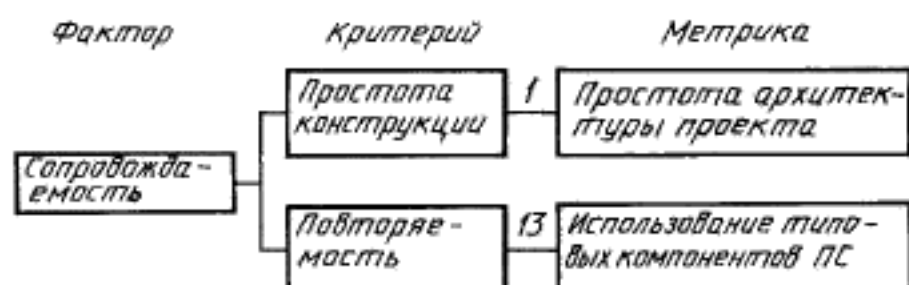 Фактор Критерий Метрика
Простота
конструкции
1
Простота архитек-
туры проекта
Сопровожда-
емость
Повторяе-
мость
13
Использование типо-
вых компонентов ПС